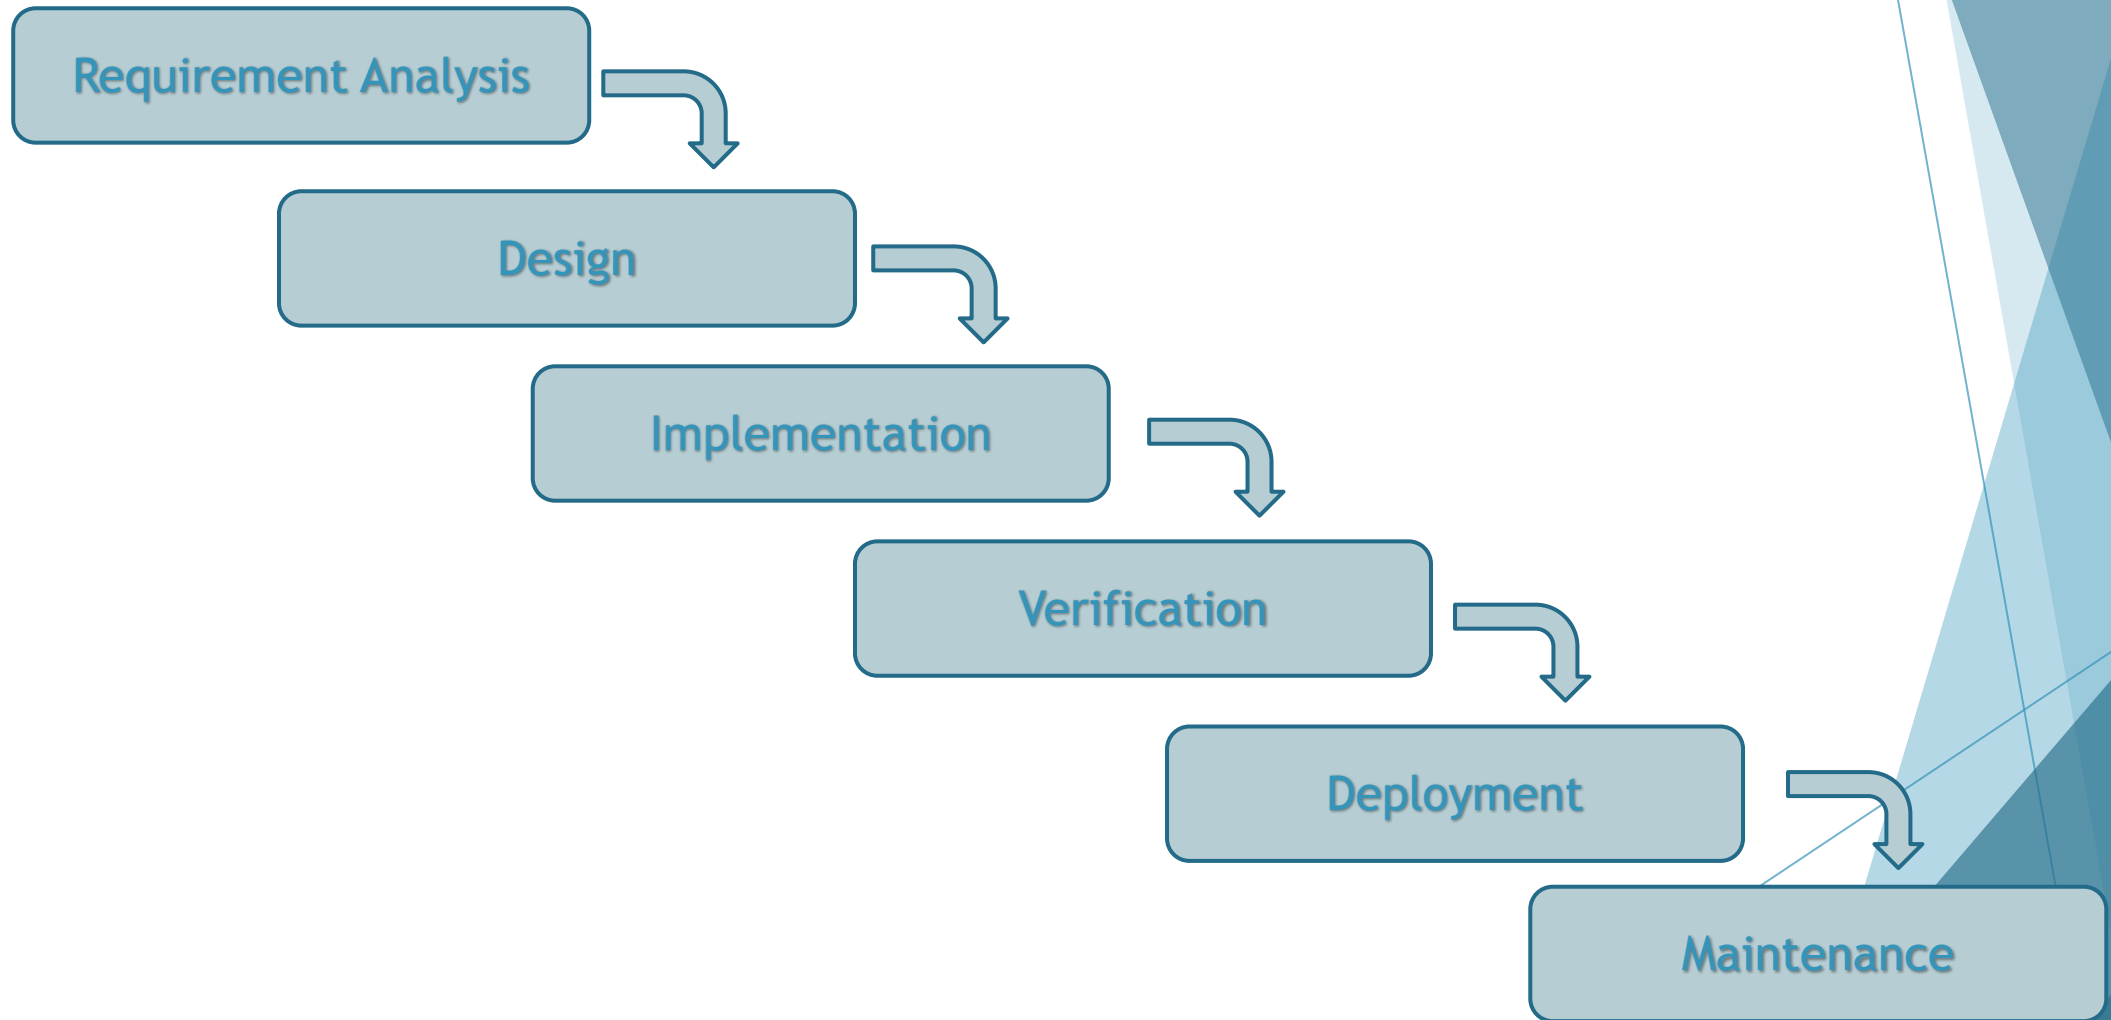 Requirement Analysis
Design
Implementation
Verification
Deployment
Maintenance